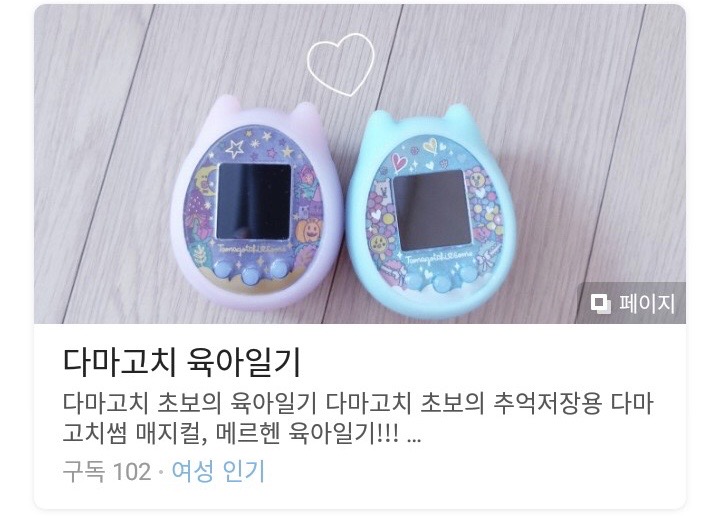 Tamagotchi
Tamagotchi
페이지
다마고치 육아일기
다마고치 초보의 육아일기 다마고치 초보의 추억저장용 다마
고치썸 매지컬, 메르헨 육아일기!!! ...
구독 102 · 여성 인기